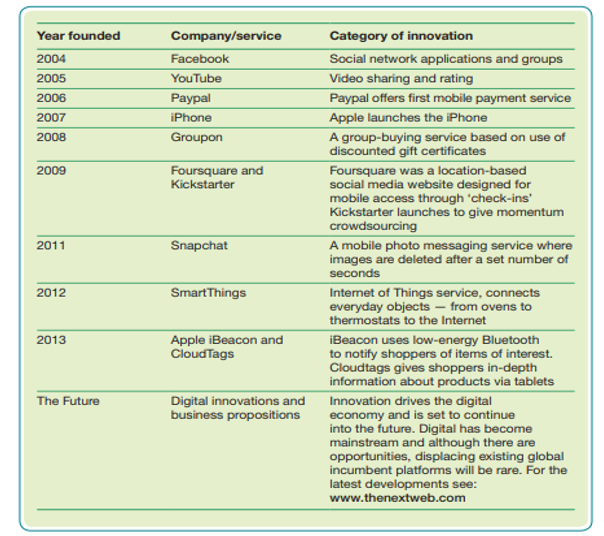 Year founded Company/service Category of innovation
2004 Facebook Social network applications and groups
2005 YouTube Video sharing and rating
2006 Paypal Paypal offers first mobile payment service
2007 iPhone Apple launches the iPhone
2008 Groupon A group-buying service based on use of
discounted gift certificates
2009 Foursquare and Foursquare was a location-based
Kickstarter social media website designed for
mobile access through ‘check-ins’
Kickstarter launches to give momentum
crowdsourcing
2011 Snapchat A mobile photo messaging service where
images are deleted after a set number of
seconds
2012 SmartThings Internet of Things service, connects
everyday objects — from ovens to
thermostats to the Internet
2013 Apple iBeacon and iBeacon uses low-energy Bluetooth
CloudTags to notify shoppers of items of interest.
Cloudtags gives shoppers in-depth
information about products via tablets
The Future Digital innovations and Innovation drives the digital
business propositions economy and is set to continue
into the future. Digital has become
mainstream and although there are
opportunities, displacing existing global
incumbent platforms will be rare. For the
latest developments see:
www.thenextweb.com